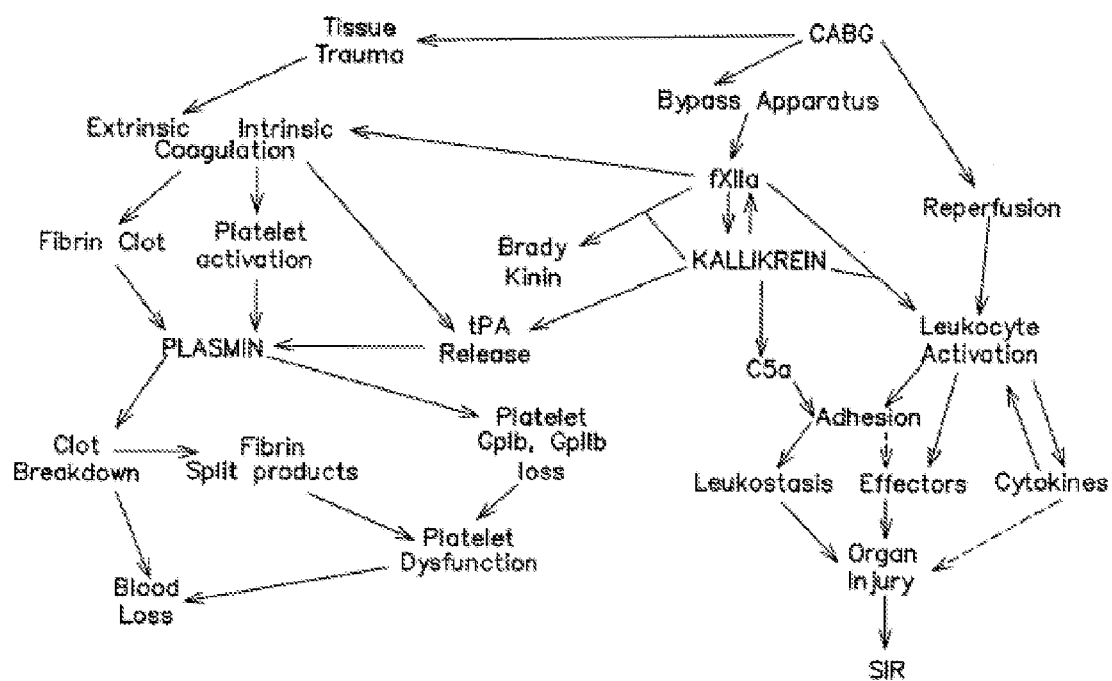 Tissue
Trauma
CABG
Bypass Apparatus
Extrinsic Intrinsic
Coagulation
fXIIa
Reperfusion
Fibrin Clot
Platelet
activation
Brady
Kinin
KALLIKREIN
PLASMIN
tPA
Release
Leukocyte
Activation
C5a
Adhesion
Clot
Breakdown
Fibrin
Split products
Platelet
GpIb, GpIIb
loss
Leukostasis
Effectors
Cytokines
Platelet
Dysfunction
Organ
Injury
Blood
Loss
SIR